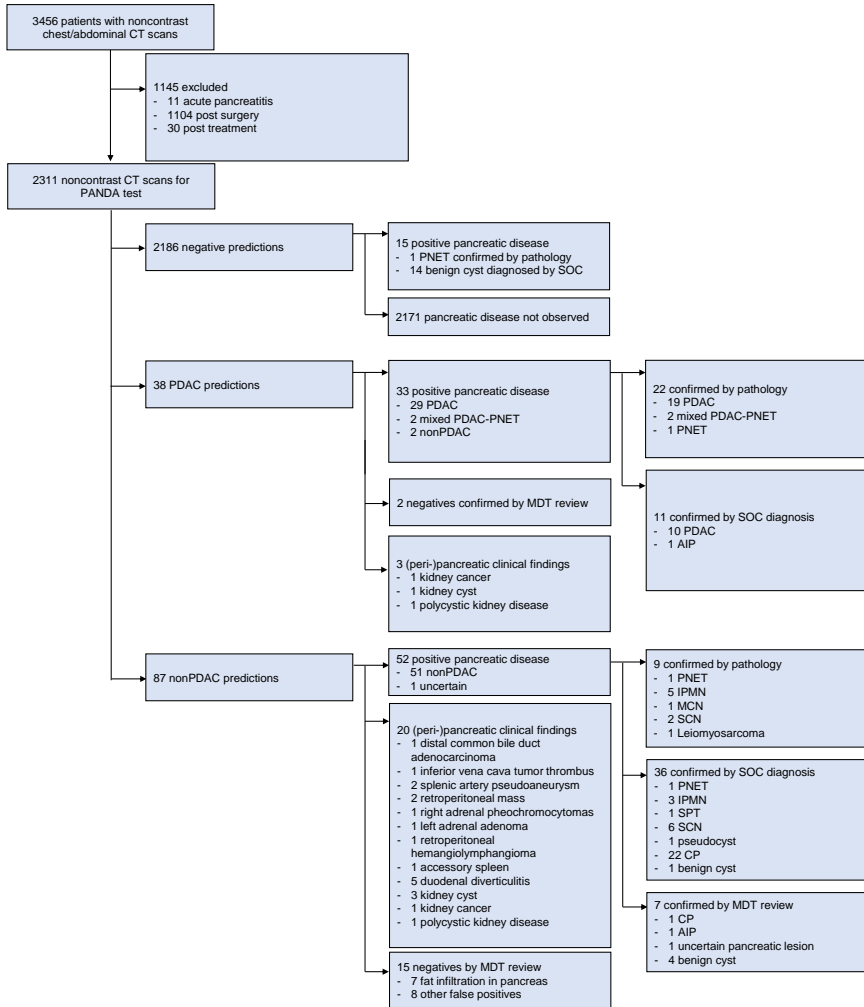 3456 patients with noncontrast
chest/abdominal CT scans
1145 excluded
- 11 acute pancreatitis
- 1104 post surgery
- 30 post treatment
2311 noncontrast CT scans for
PANDA test
2186 negative predictions
15 positive pancreatic disease
- 1 PNET confirmed by pathology
- 14 benign cyst diagnosed by SOC
2171 pancreatic disease not observed
38 PDAC predictions
33 positive pancreatic disease
- 29 PDAC
- 2 mixed PDAC-PNET
- 2 nonPDAC
22 confirmed by pathology
- 19 PDAC
- 2 mixed PDAC-PNET
- 1 PNET
11 confirmed by SOC diagnosis
- 10 PDAC
- 1 AIP
2 negatives confirmed by MDT review
3 (peri-)pancreatic clinical findings
- 1 kidney cancer
- 1 kidney cyst
- 1 polycystic kidney disease
87 nonPDAC predictions
52 positive pancreatic disease
- 51 nonPDAC
- 1 uncertain
9 confirmed by pathology
- 1 PNET
- 5 IPMN
- 1 MCN
- 2 SCN
- 1 Leiomyosarcoma
36 confirmed by SOC diagnosis
- 1 PNET
- 3 IPMN
- 1 SPT
- 6 SCN
- 1 pseudocyst
- 22 CP
- 1 benign cyst
7 confirmed by MDT review
- 1 CP
- 1 AIP
- 1 uncertain pancreatic lesion
- 4 benign cyst
20 (peri-)pancreatic clinical findings
- 1 distal common bile duct
adenocarcinoma
- 1 inferior vena cava tumor thrombus
- 2 splenic artery pseudoaneurysm
- 2 retroperitoneal mass
- 1 right adrenal pheochromocytomas
- 1 left adrenal adenoma
- 1 retroperitoneal
hemangiolymphangioma
- 1 accessory spleen
- 5 duodenal diverticulitis
- 3 kidney cyst
- 1 kidney cancer
- 1 polycystic kidney disease
15 negatives by MDT review
- 7 fat infiltration in pancreas
- 8 other false positives